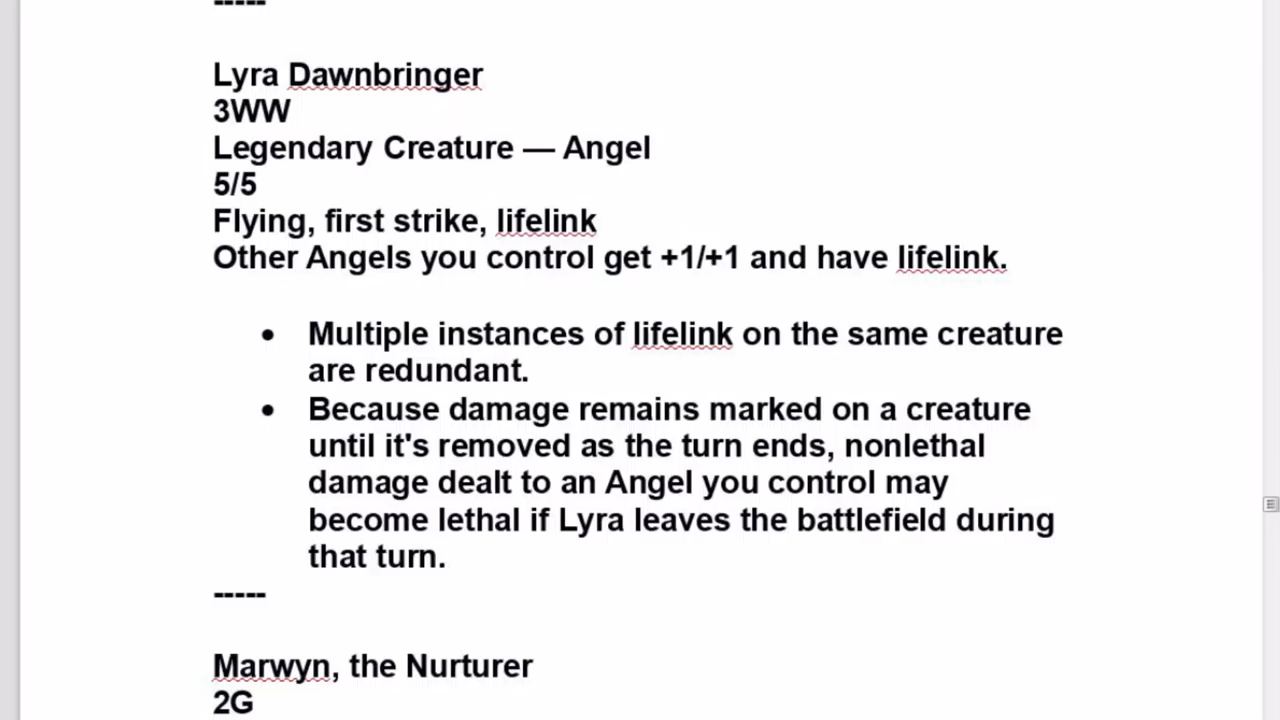 -----
Lyra Dawnbringer
3WW
Legendary Creature — Angel
5/5
Flying, first strike, lifelink
Other Angels you control get +1/+1 and have lifelink.
• Multiple instances of lifelink on the same creature
are redundant.
• Because damage remains marked on a creature
until it's removed as the turn ends, nonlethal
damage dealt to an Angel you control may
become lethal if Lyra leaves the battlefield during
that turn.
-----
Marwyn, the Nurturer
2G